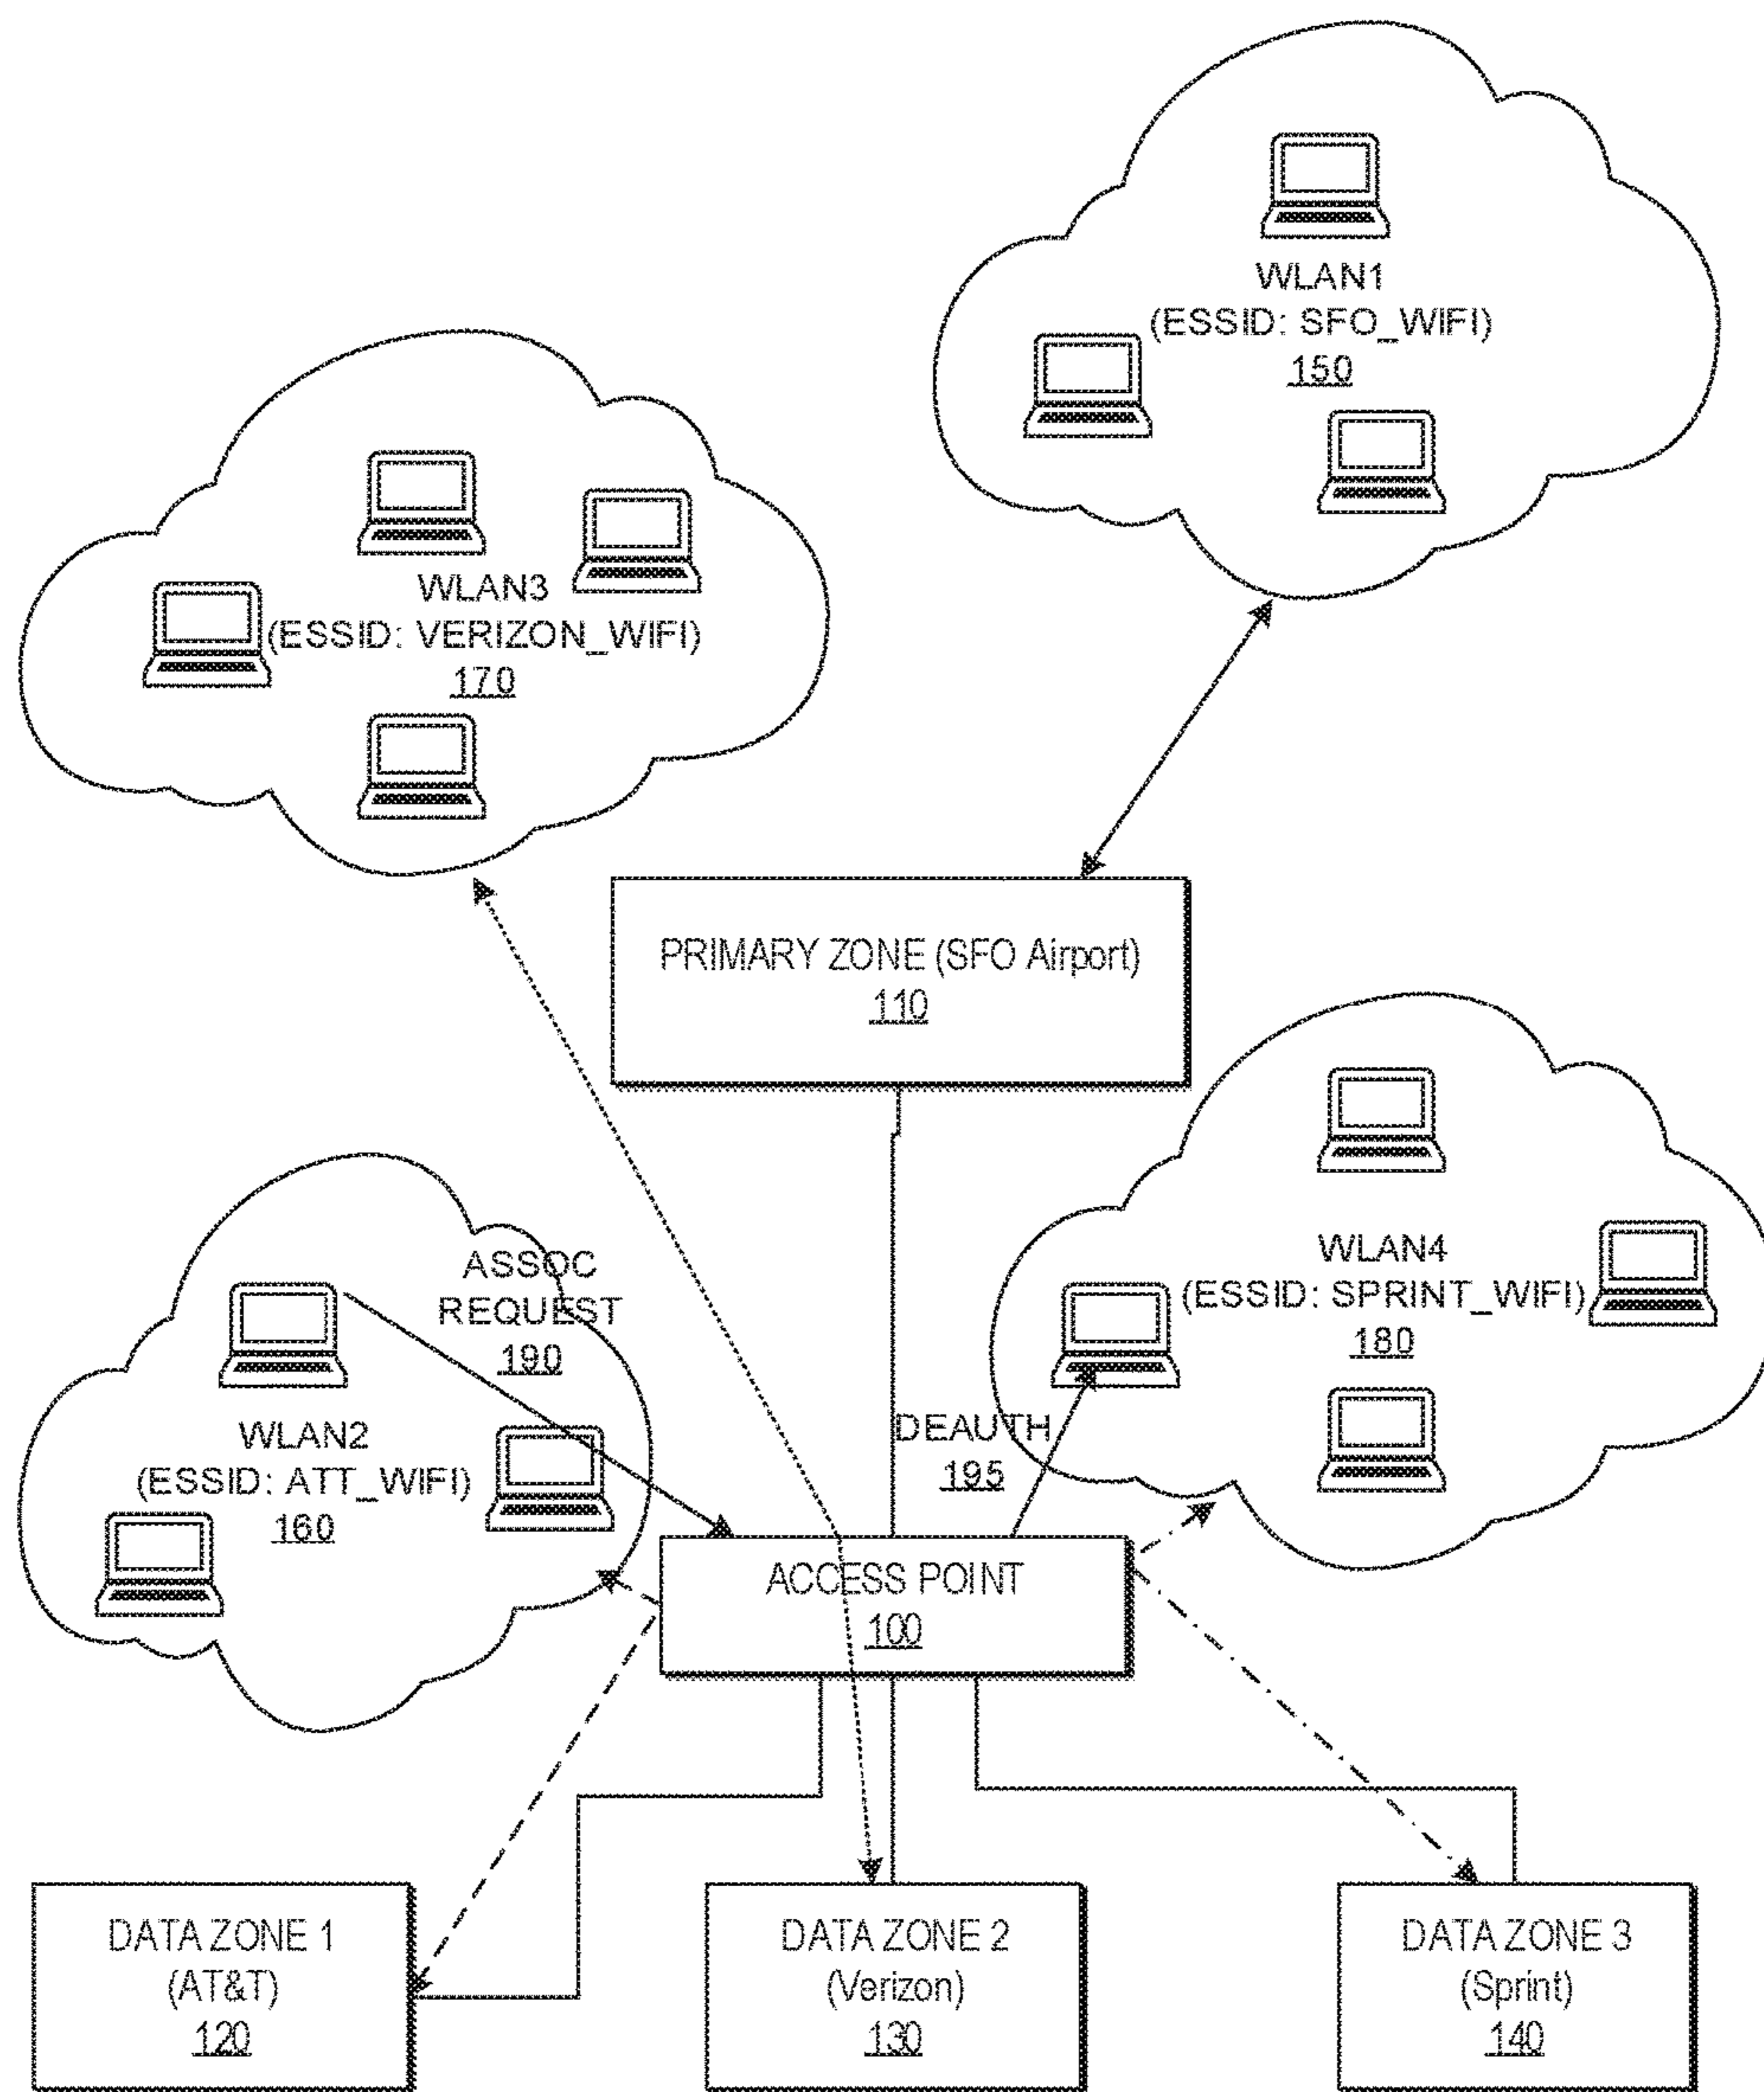 WLAN1
(ESSID: SFO_WIFI)
150
WLAN3
(ESSID: VERIZON_WIFI)
170
PRIMARY ZONE (SFO Airport)
110
ASSOC
REQUEST
190
WLAN2
(ESSID: ATT_WIFI)
160
WLAN4
(ESSID: SPRINT_WIFI)
180
DEAUTH
195
ACCESS POINT
100
DATA ZONE 1
(AT&T)
120
DATA ZONE 2
(Verizon)
130
DATA ZONE 3
(Sprint)
140